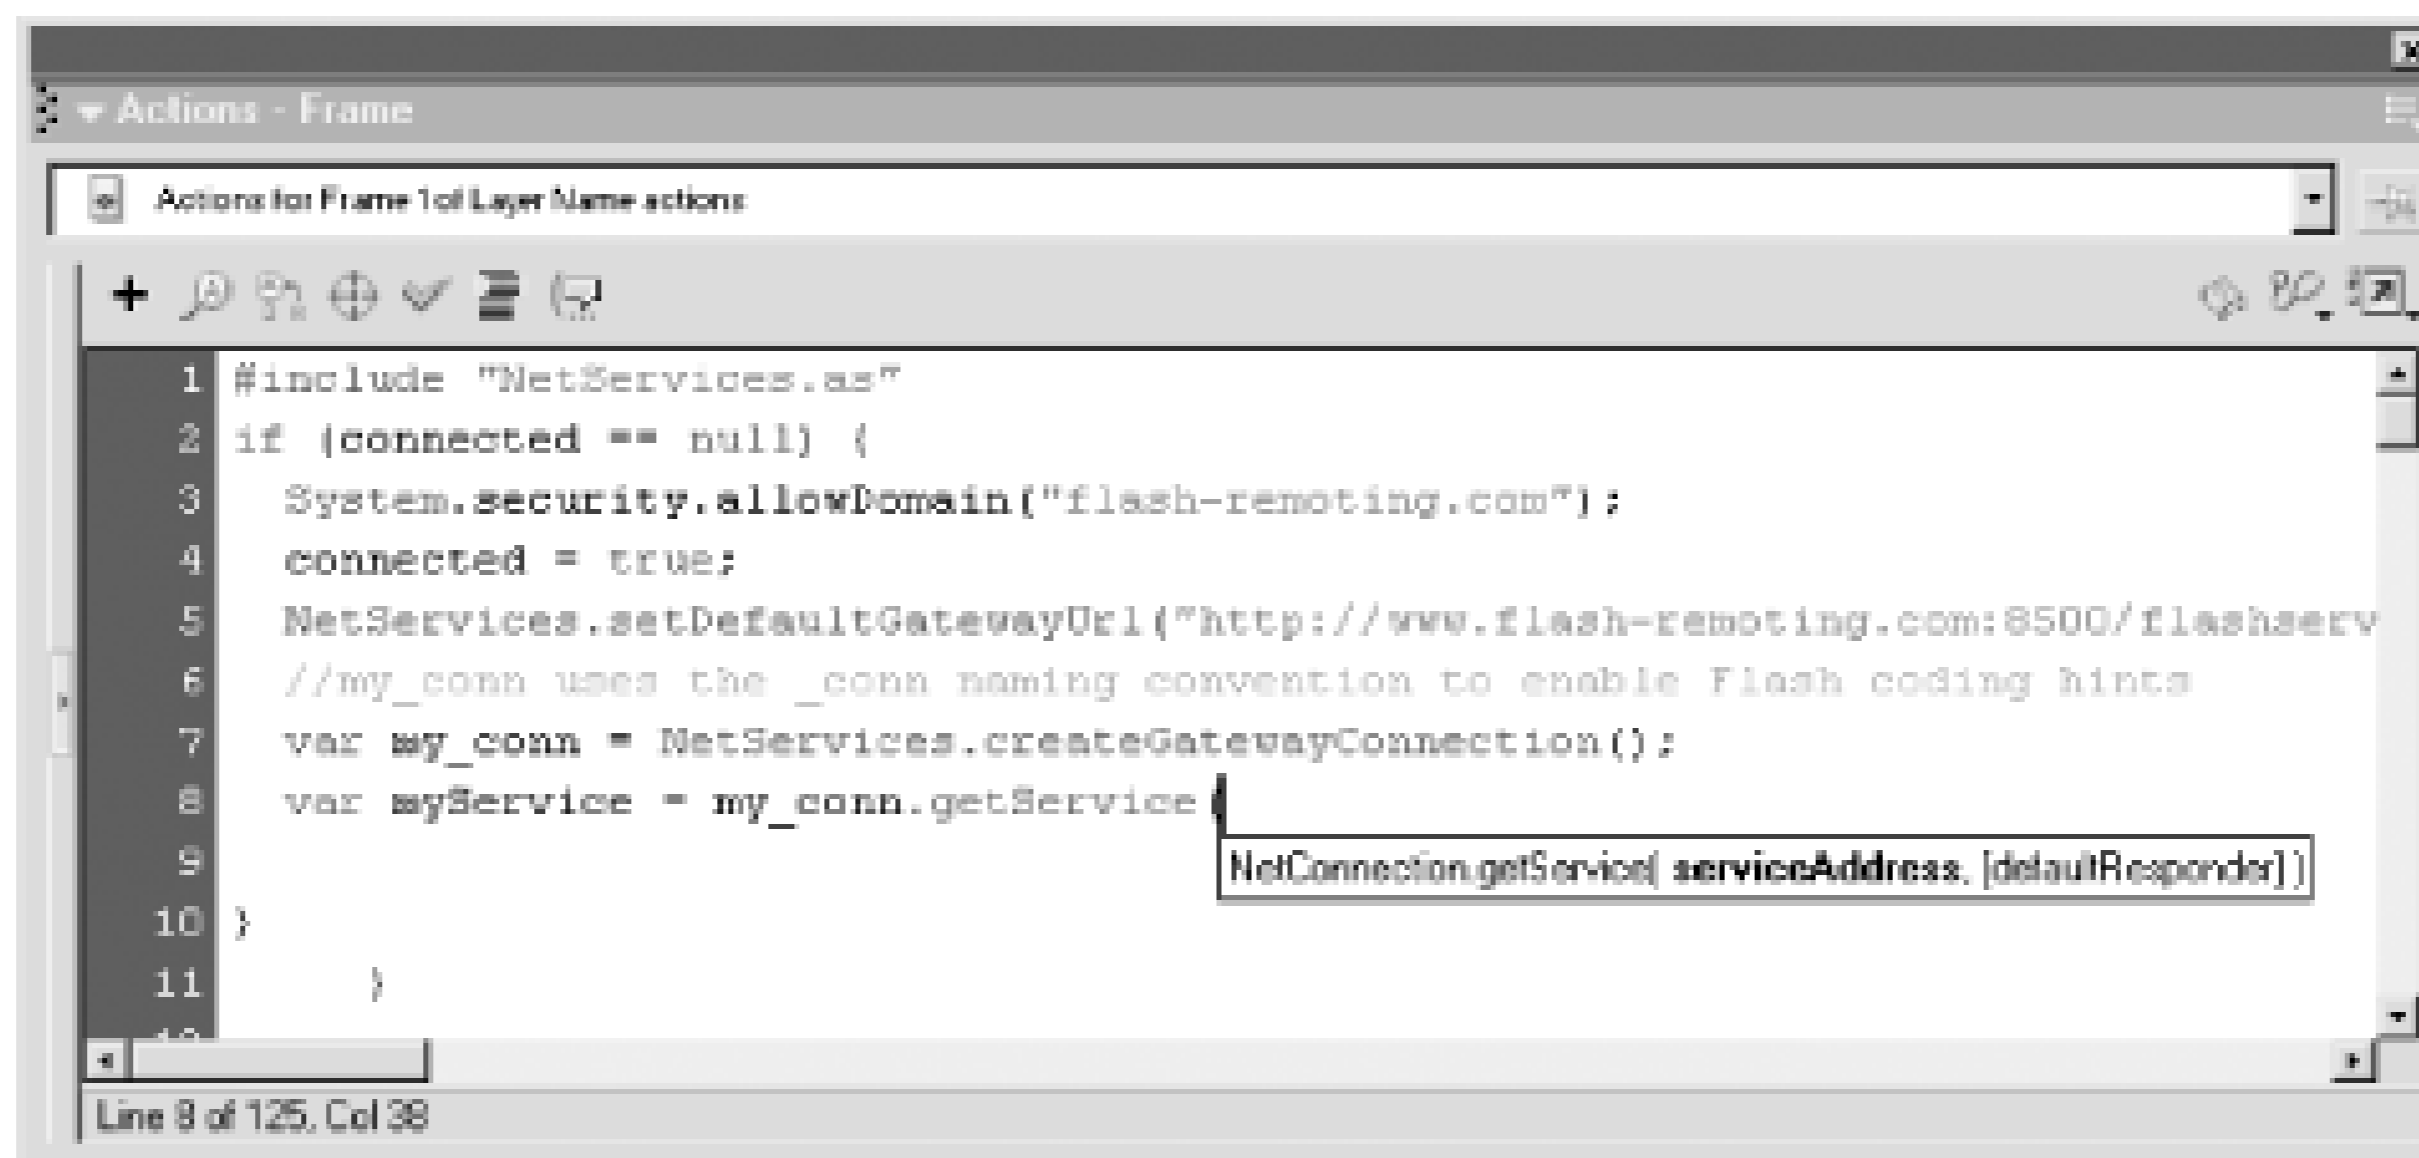 Actions - Frame
Actions for Frame 1 of Layer Name actions
1 #include "NetServices.as"
2 if (connected == null) {
3 System.security.allowDomain("flash-remoting.com");
4 connected = true;
5 NetServices.setDefaultGatewayUrl("http://www.flash-remoting.com:8500/flashserv
6 //my_conn uses the _conn naming convention to enable Flash coding hints
7 var my_conn = NetServices.createGatewayConnection();
8 var myService = my_conn.getService(
9 NetConnection.getService( serviceAddress, [defaultResponder] )
10 }
11 }
Line 8 of 125, Col 38